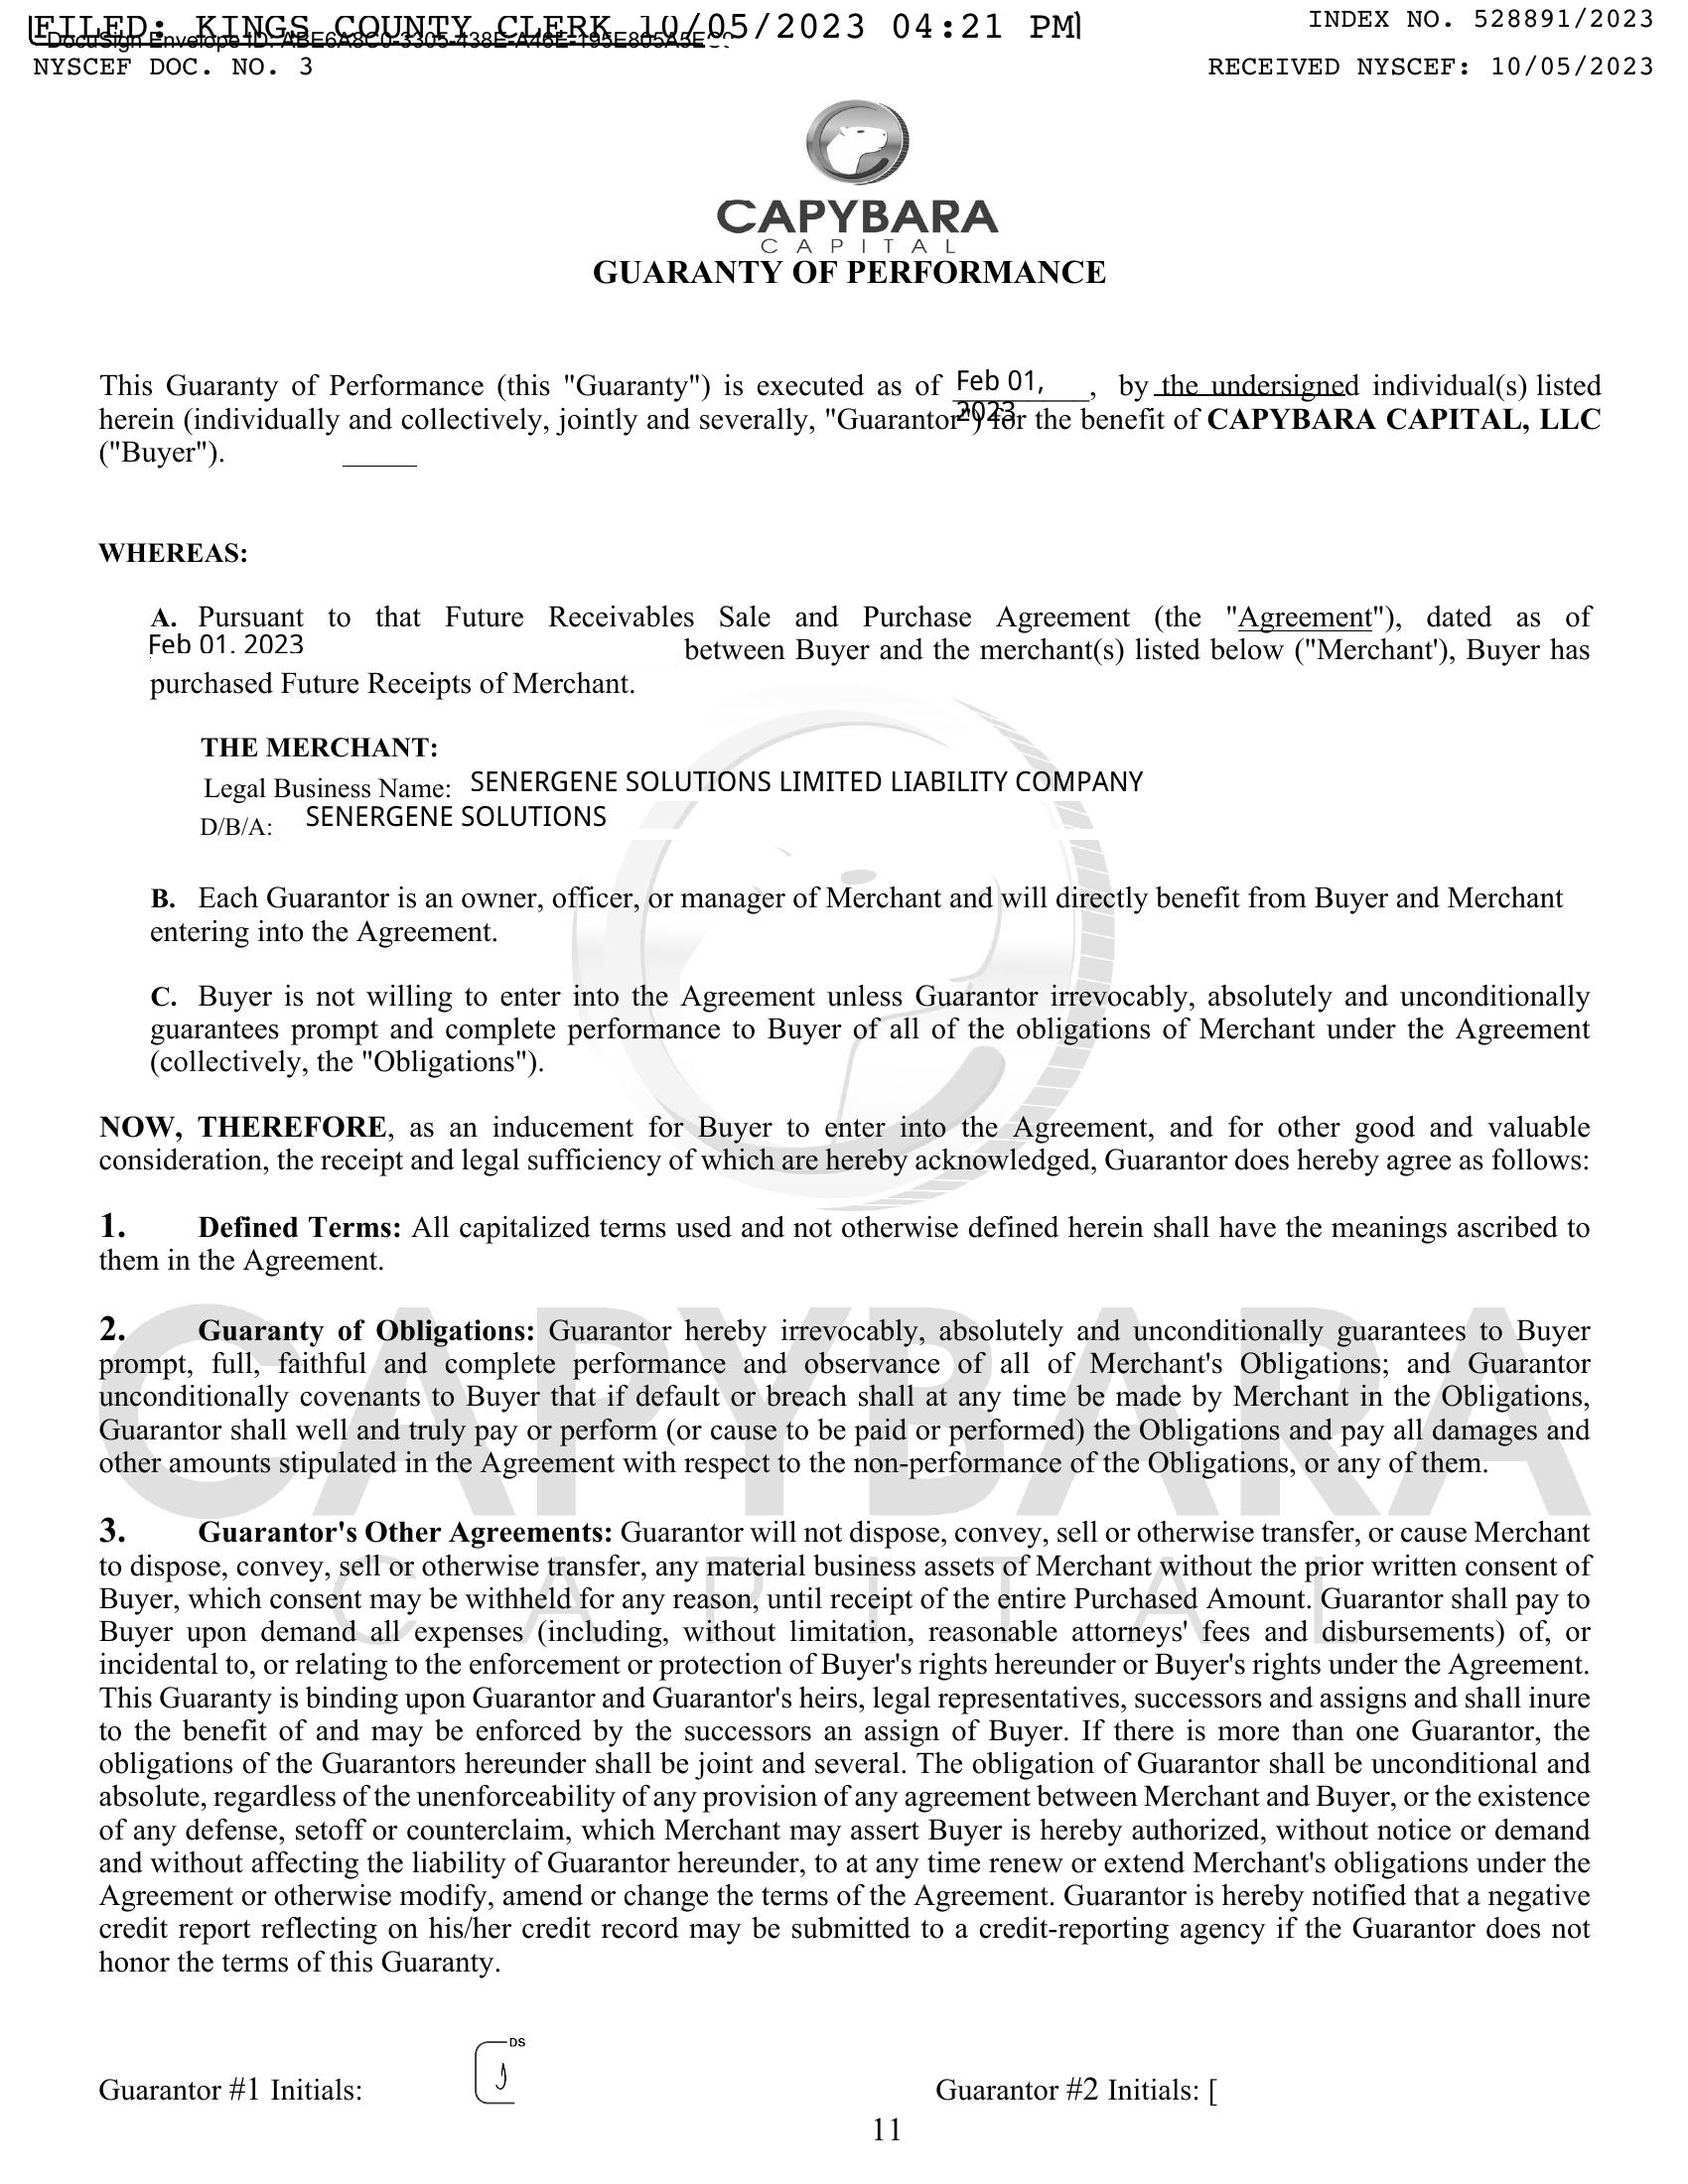 FILED: KINGS COUNTY CLERK 10/05/2023 04:21 PM
INDEX NO. 528891/2023
NYSCEF DOC. NO. 3
RECEIVED NYSCEF: 10/05/2023
CAPYBARA
CAPITAL
GUARANTY OF PERFORMANCE
This Guaranty of Performance (this "Guaranty") is executed as of Feb 01, 2023, by the undersigned individual(s) listed
herein (individually and collectively, jointly and severally, "Guarantor") for the benefit of CAPYBARA CAPITAL, LLC
("Buyer").
WHEREAS:
A. Pursuant to that Future Receivables Sale and Purchase Agreement (the "Agreement"), dated as of
Feb 01. 2023 between Buyer and the merchant(s) listed below ("Merchant'), Buyer has
purchased Future Receipts of Merchant.
THE MERCHANT:
Legal Business Name: SENERGENE SOLUTIONS LIMITED LIABILITY COMPANY
D/B/A: SENERGENE SOLUTIONS
B. Each Guarantor is an owner, officer, or manager of Merchant and will directly benefit from Buyer and Merchant
entering into the Agreement.
C. Buyer is not willing to enter into the Agreement unless Guarantor irrevocably, absolutely and unconditionally
guarantees prompt and complete performance to Buyer of all of the obligations of Merchant under the Agreement
(collectively, the "Obligations").
NOW, THEREFORE, as an inducement for Buyer to enter into the Agreement, and for other good and valuable
consideration, the receipt and legal sufficiency of which are hereby acknowledged, Guarantor does hereby agree as follows:
1. Defined Terms: All capitalized terms used and not otherwise defined herein shall have the meanings ascribed to
them in the Agreement.
2. Guaranty of Obligations: Guarantor hereby irrevocably, absolutely and unconditionally guarantees to Buyer
prompt, full, faithful and complete performance and observance of all of Merchant's Obligations; and Guarantor
unconditionally covenants to Buyer that if default or breach shall at any time be made by Merchant in the Obligations,
Guarantor shall well and truly pay or perform (or cause to be paid or performed) the Obligations and pay all damages and
other amounts stipulated in the Agreement with respect to the non-performance of the Obligations, or any of them.
3. Guarantor's Other Agreements: Guarantor will not dispose, convey, sell or otherwise transfer, or cause Merchant
to dispose, convey, sell or otherwise transfer, any material business assets of Merchant without the prior written consent of
Buyer, which consent may be withheld for any reason, until receipt of the entire Purchased Amount. Guarantor shall pay to
Buyer upon demand all expenses (including, without limitation, reasonable attorneys' fees and disbursements) of, or
incidental to, or relating to the enforcement or protection of Buyer's rights hereunder or Buyer's rights under the Agreement.
This Guaranty is binding upon Guarantor and Guarantor's heirs, legal representatives, successors and assigns and shall inure
to the benefit of and may be enforced by the successors an assign of Buyer. If there is more than one Guarantor, the
obligations of the Guarantors hereunder shall be joint and several. The obligation of Guarantor shall be unconditional and
absolute, regardless of the unenforceability of any provision of any agreement between Merchant and Buyer, or the existence
of any defense, setoff or counterclaim, which Merchant may assert Buyer is hereby authorized, without notice or demand
and without affecting the liability of Guarantor hereunder, to at any time renew or extend Merchant's obligations under the
Agreement or otherwise modify, amend or change the terms of the Agreement. Guarantor is hereby notified that a negative
credit report reflecting on his/her credit record may be submitted to a credit-reporting agency if the Guarantor does not
honor the terms of this Guaranty.
DS
Guarantor #1 Initials: J
Guarantor #2 Initials: [
11